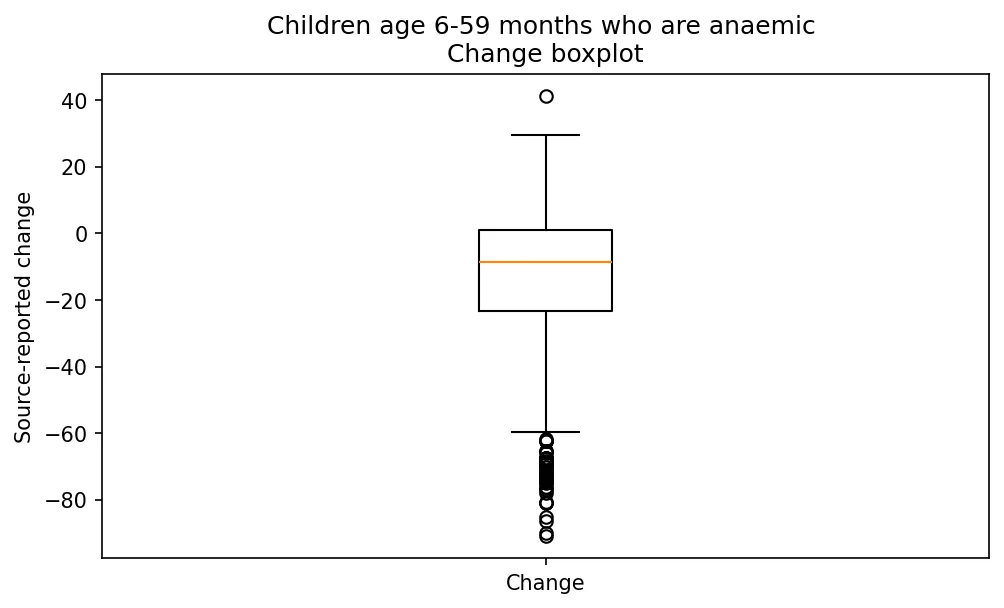 Children age 6-59 months who are anaemic
Change boxplot
Source-reported change
40
20
0
−20
−40
−60
−80
Change